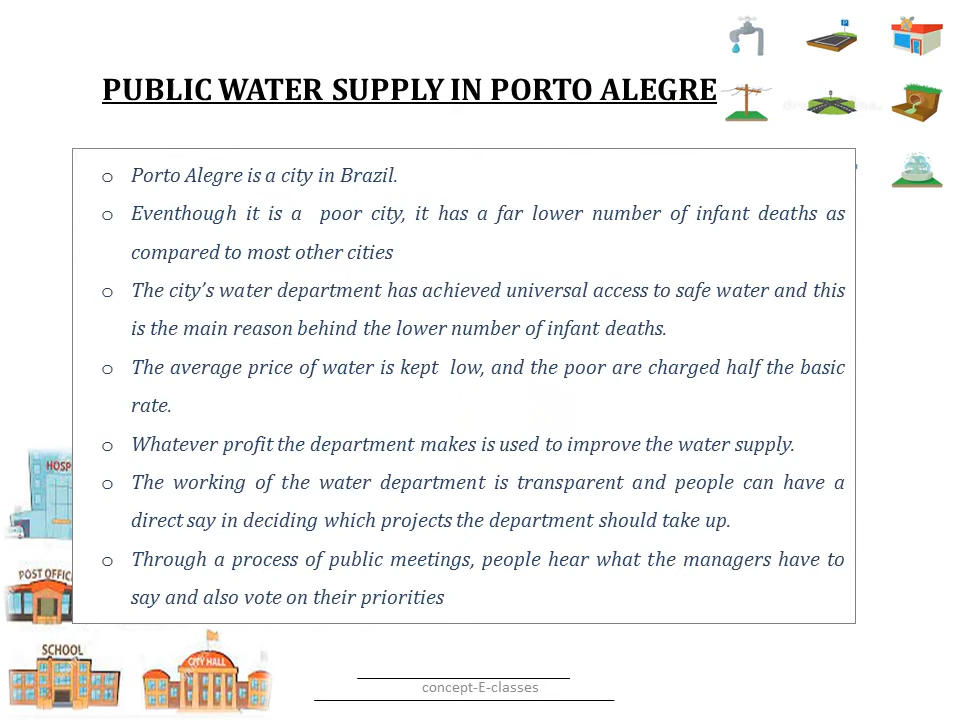 PUBLIC WATER SUPPLY IN PORTO ALEGRE
P
o Porto Alegre is a city in Brazil.
o Eventhough it is a poor city, it has a far lower number of infant deaths as
compared to most other cities
o The city’s water department has achieved universal access to safe water and this
is the main reason behind the lower number of infant deaths.
o The average price of water is kept low, and the poor are charged half the basic
rate.
o Whatever profit the department makes is used to improve the water supply.
o The working of the water department is transparent and people can have a
direct say in deciding which projects the department should take up.
o Through a process of public meetings, people hear what the managers have to
say and also vote on their priorities
HOSP
POST OFFIC
SCHOOL
CITY HALL
concept-E-classes